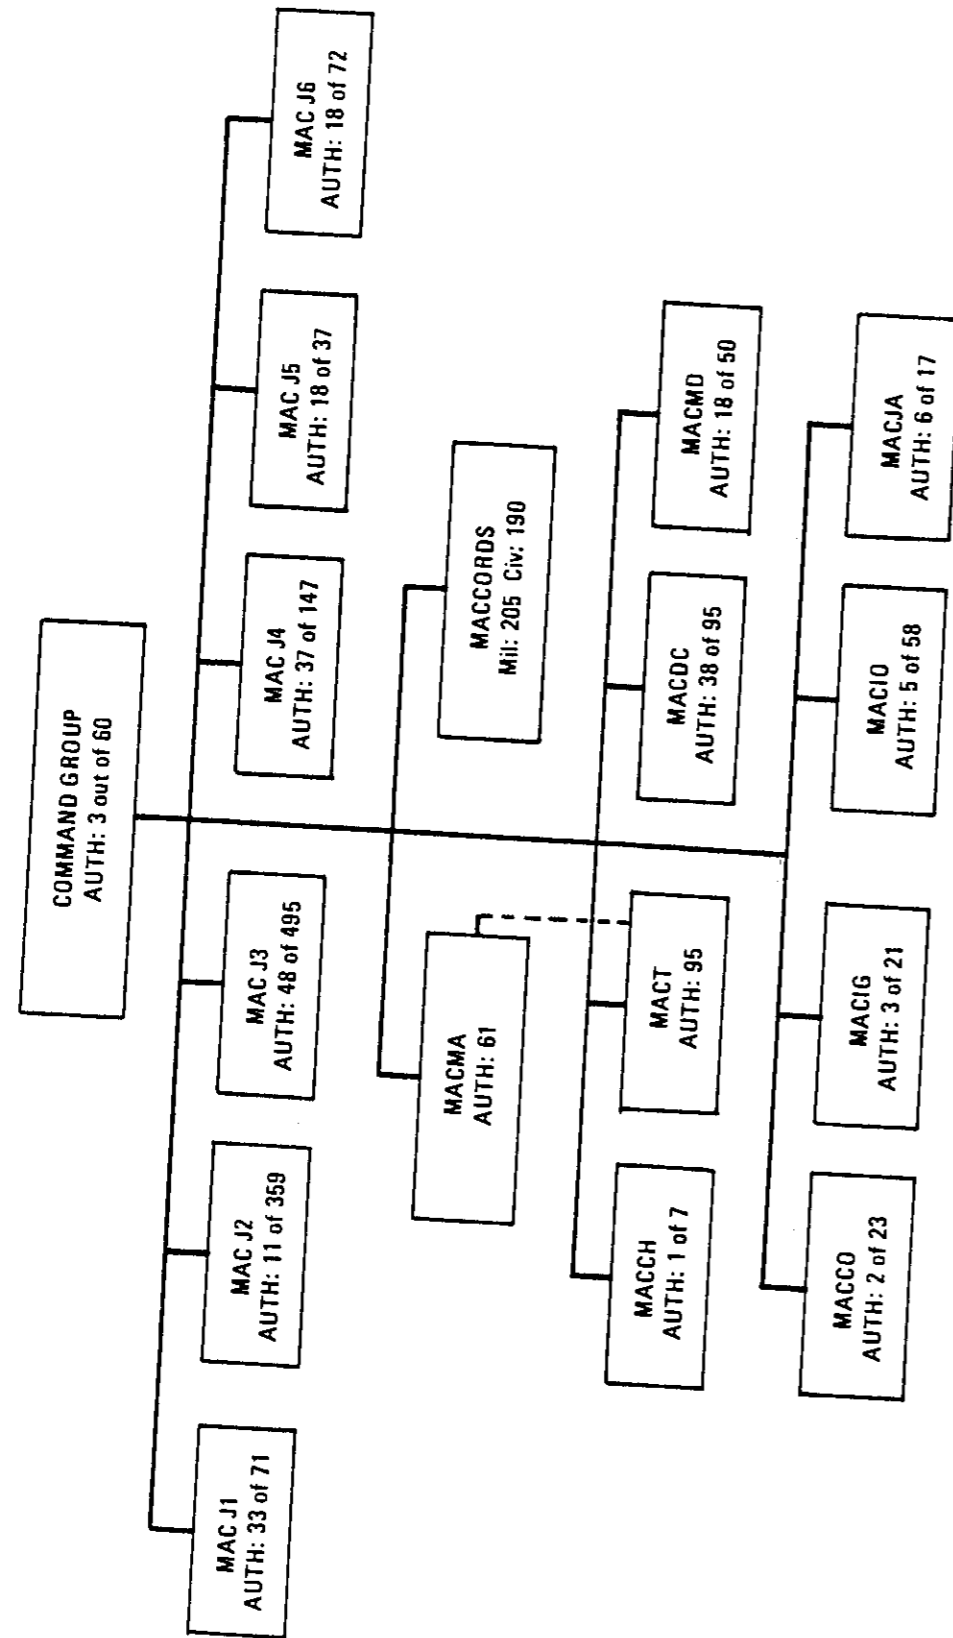 COMMAND GROUP
AUTH: 3 out of 60
MAC J1
AUTH: 33 of 71
MAC J2
AUTH: 11 of 359
MAC J3
AUTH: 48 of 495
MAC J4
AUTH: 37 of 147
MAC J5
AUTH: 18 of 37
MAC J6
AUTH: 18 of 72
MACMA
AUTH: 61
MACCORDS
Mil: 205 Civ: 190
MACCH
AUTH: 1 of 7
MACT
AUTH: 95
MACDC
AUTH: 38 of 95
MACMD
AUTH: 18 of 50
MACCO
AUTH: 2 of 23
MACIG
AUTH: 3 of 21
MACIO
AUTH: 5 of 58
MACJA
AUTH: 6 of 17